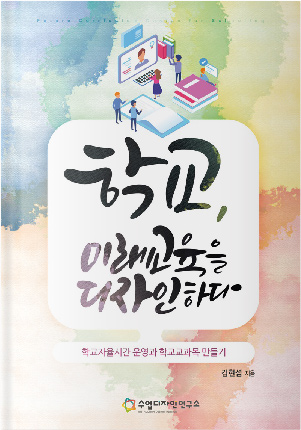 학교,
미래교육을
디자인하다
학교자율시간 운영과 학교교과목 만들기
김현섭 지음
수업디자인연구소